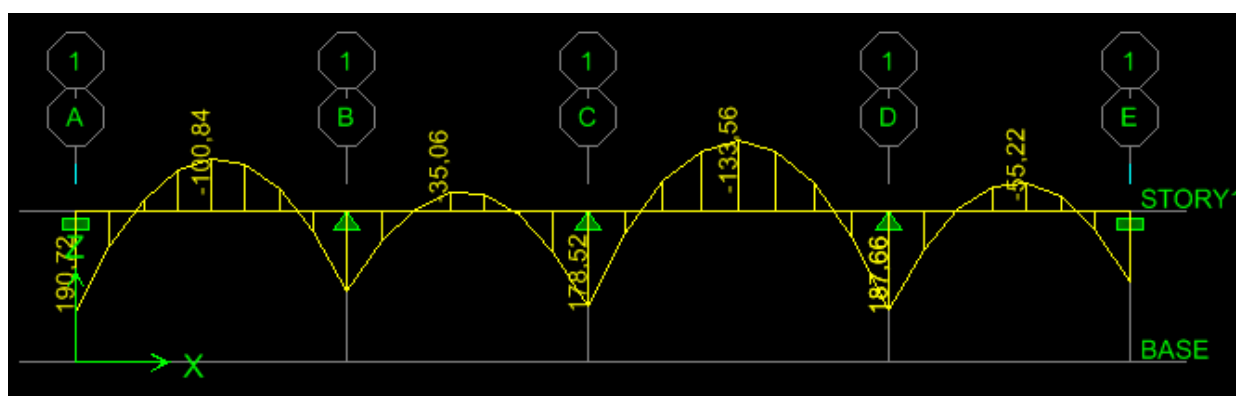 1 1 1 1 1
A B C D E
-100,84
-35,06
-133,56
-55,22
STORY1
190,72
178,52
187,66
Z
BASE
X